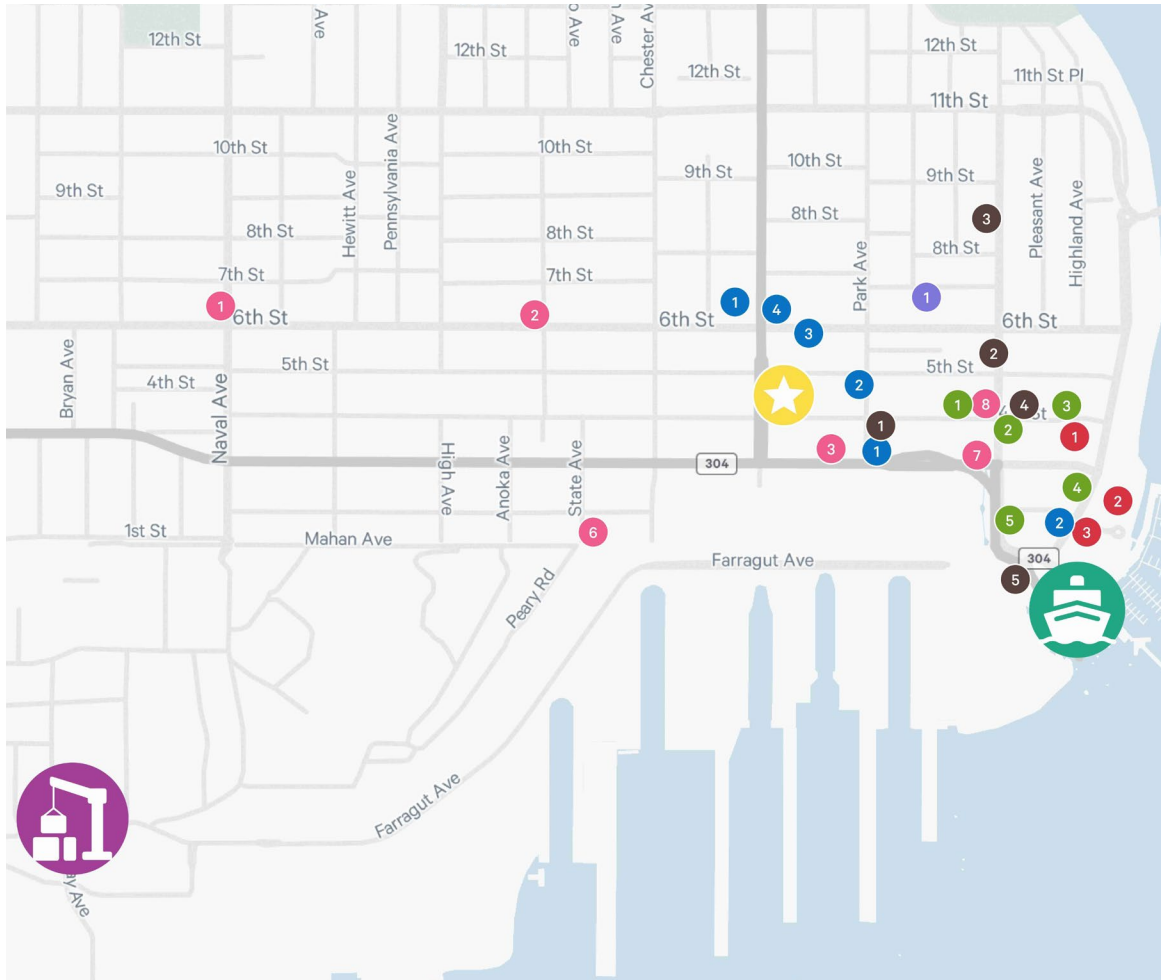 12th St
Ave
12th St
Ave
Ave
Chester Av
12th St
12th St
11th St Pl
11th St
10th St
10th St
10th St
9th St
9th St
9th St
Hewitt Ave
Pennsylvania Ave
Pleasant Ave
Highland Ave
8th St
8th St
8th St
8th St
3
7th St
7th St
Park Ave
1
6th St
2
1
6th St
4
3
1
6th St
Bryan Ave
5th St
4th St
Naval Ave
2
5th St
2
1
8
4
St
3
2
1
1
3
1
7
High Ave
Anoka Ave
State Ave
304
4
2
5
2
3
1st St
Mahan Ave
6
Peary Rd
Farragut Ave
304
5
Farragut Ave
ay Ave